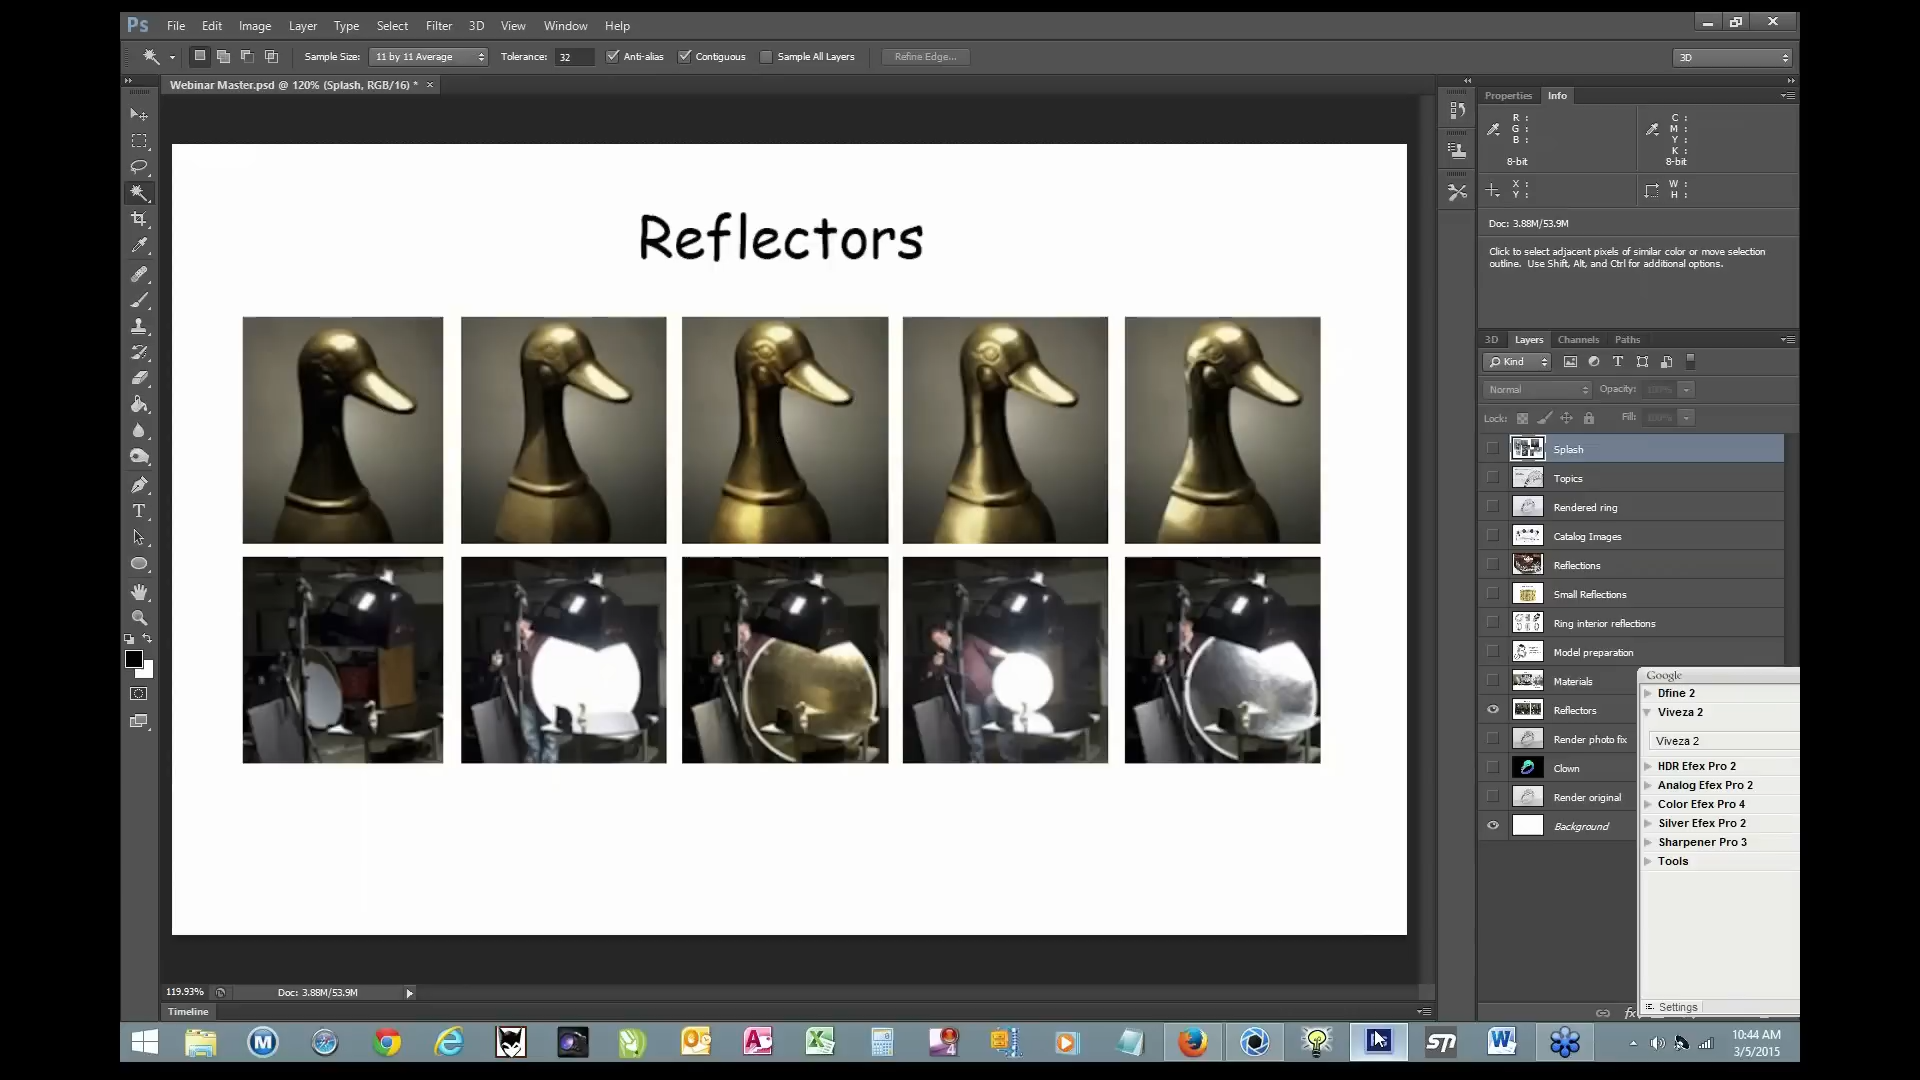 Ps File Edit Image Layer Type Select Filter 3D View Window Help
Sample Size: 11 by 11 Average Tolerance: 32 Anti-alias Contiguous Sample All Layers Refine Edge... 3D
Webinar Master.psd @ 120% (Splash, RGB/16) * ×
Properties Info
R : C :
G : M :
B : Y :
K :
8-bit 8-bit
X : W :
Y : H :
Doc: 3.88M/53.9M
Click to select adjacent pixels of similar color or move selection
outline. Use Shift, Alt, and Ctrl for additional options.
Reflectors
3D Layers Channels Paths
Kind T
Normal Opacity: 100%
Lock: Fill: 100%
Splash
Topics
Rendered ring
Catalog Images
Reflections
Small Reflections
Ring interior reflections
Model preparation
Materials
Reflectors
Render photo fix
Clown
Render original
Background
Google
Dfine 2
Viveza 2
Viveza 2
HDR Efex Pro 2
Analog Efex Pro 2
Color Efex Pro 4
Silver Efex Pro 2
Sharpener Pro 3
Tools
Settings
fx
119.93% Doc: 3.88M/53.9M
Timeline
10:44 AM
3/5/2015